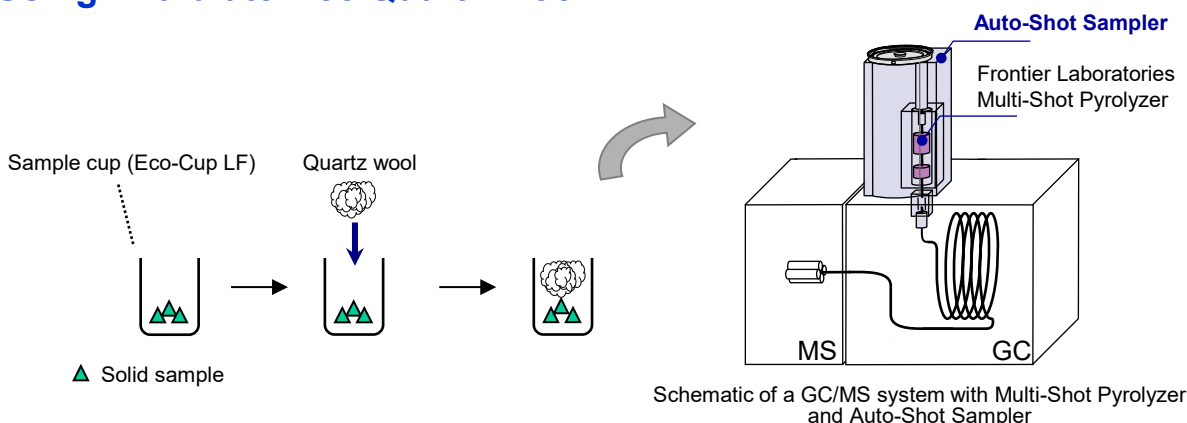 Auto-Shot Sampler
Frontier Laboratories
Multi-Shot Pyrolyzer
Sample cup (Eco-Cup LF)
Quartz wool
Solid sample
MS
GC
Schematic of a GC/MS system with Multi-Shot Pyrolyzer
and Auto-Shot Sampler